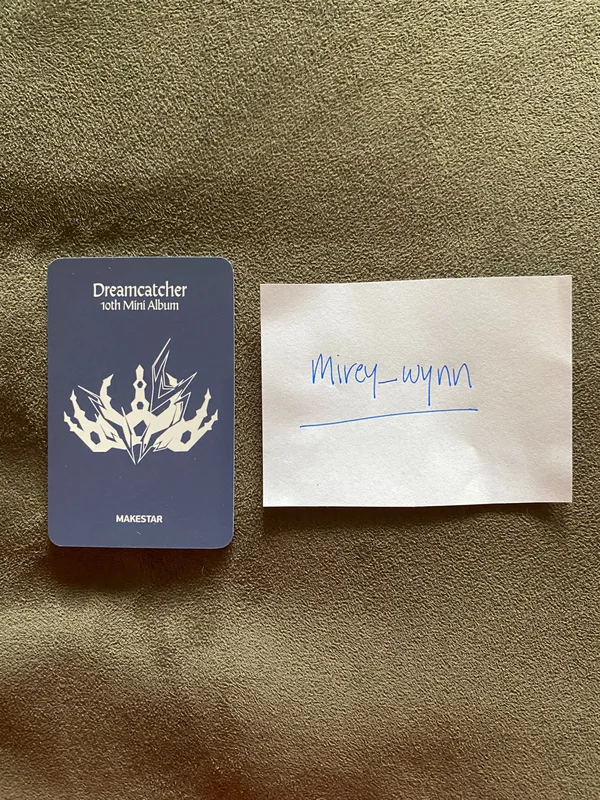 Dreamcatcher
10th Mini Album
MAKESTAR
Mirey_wynn